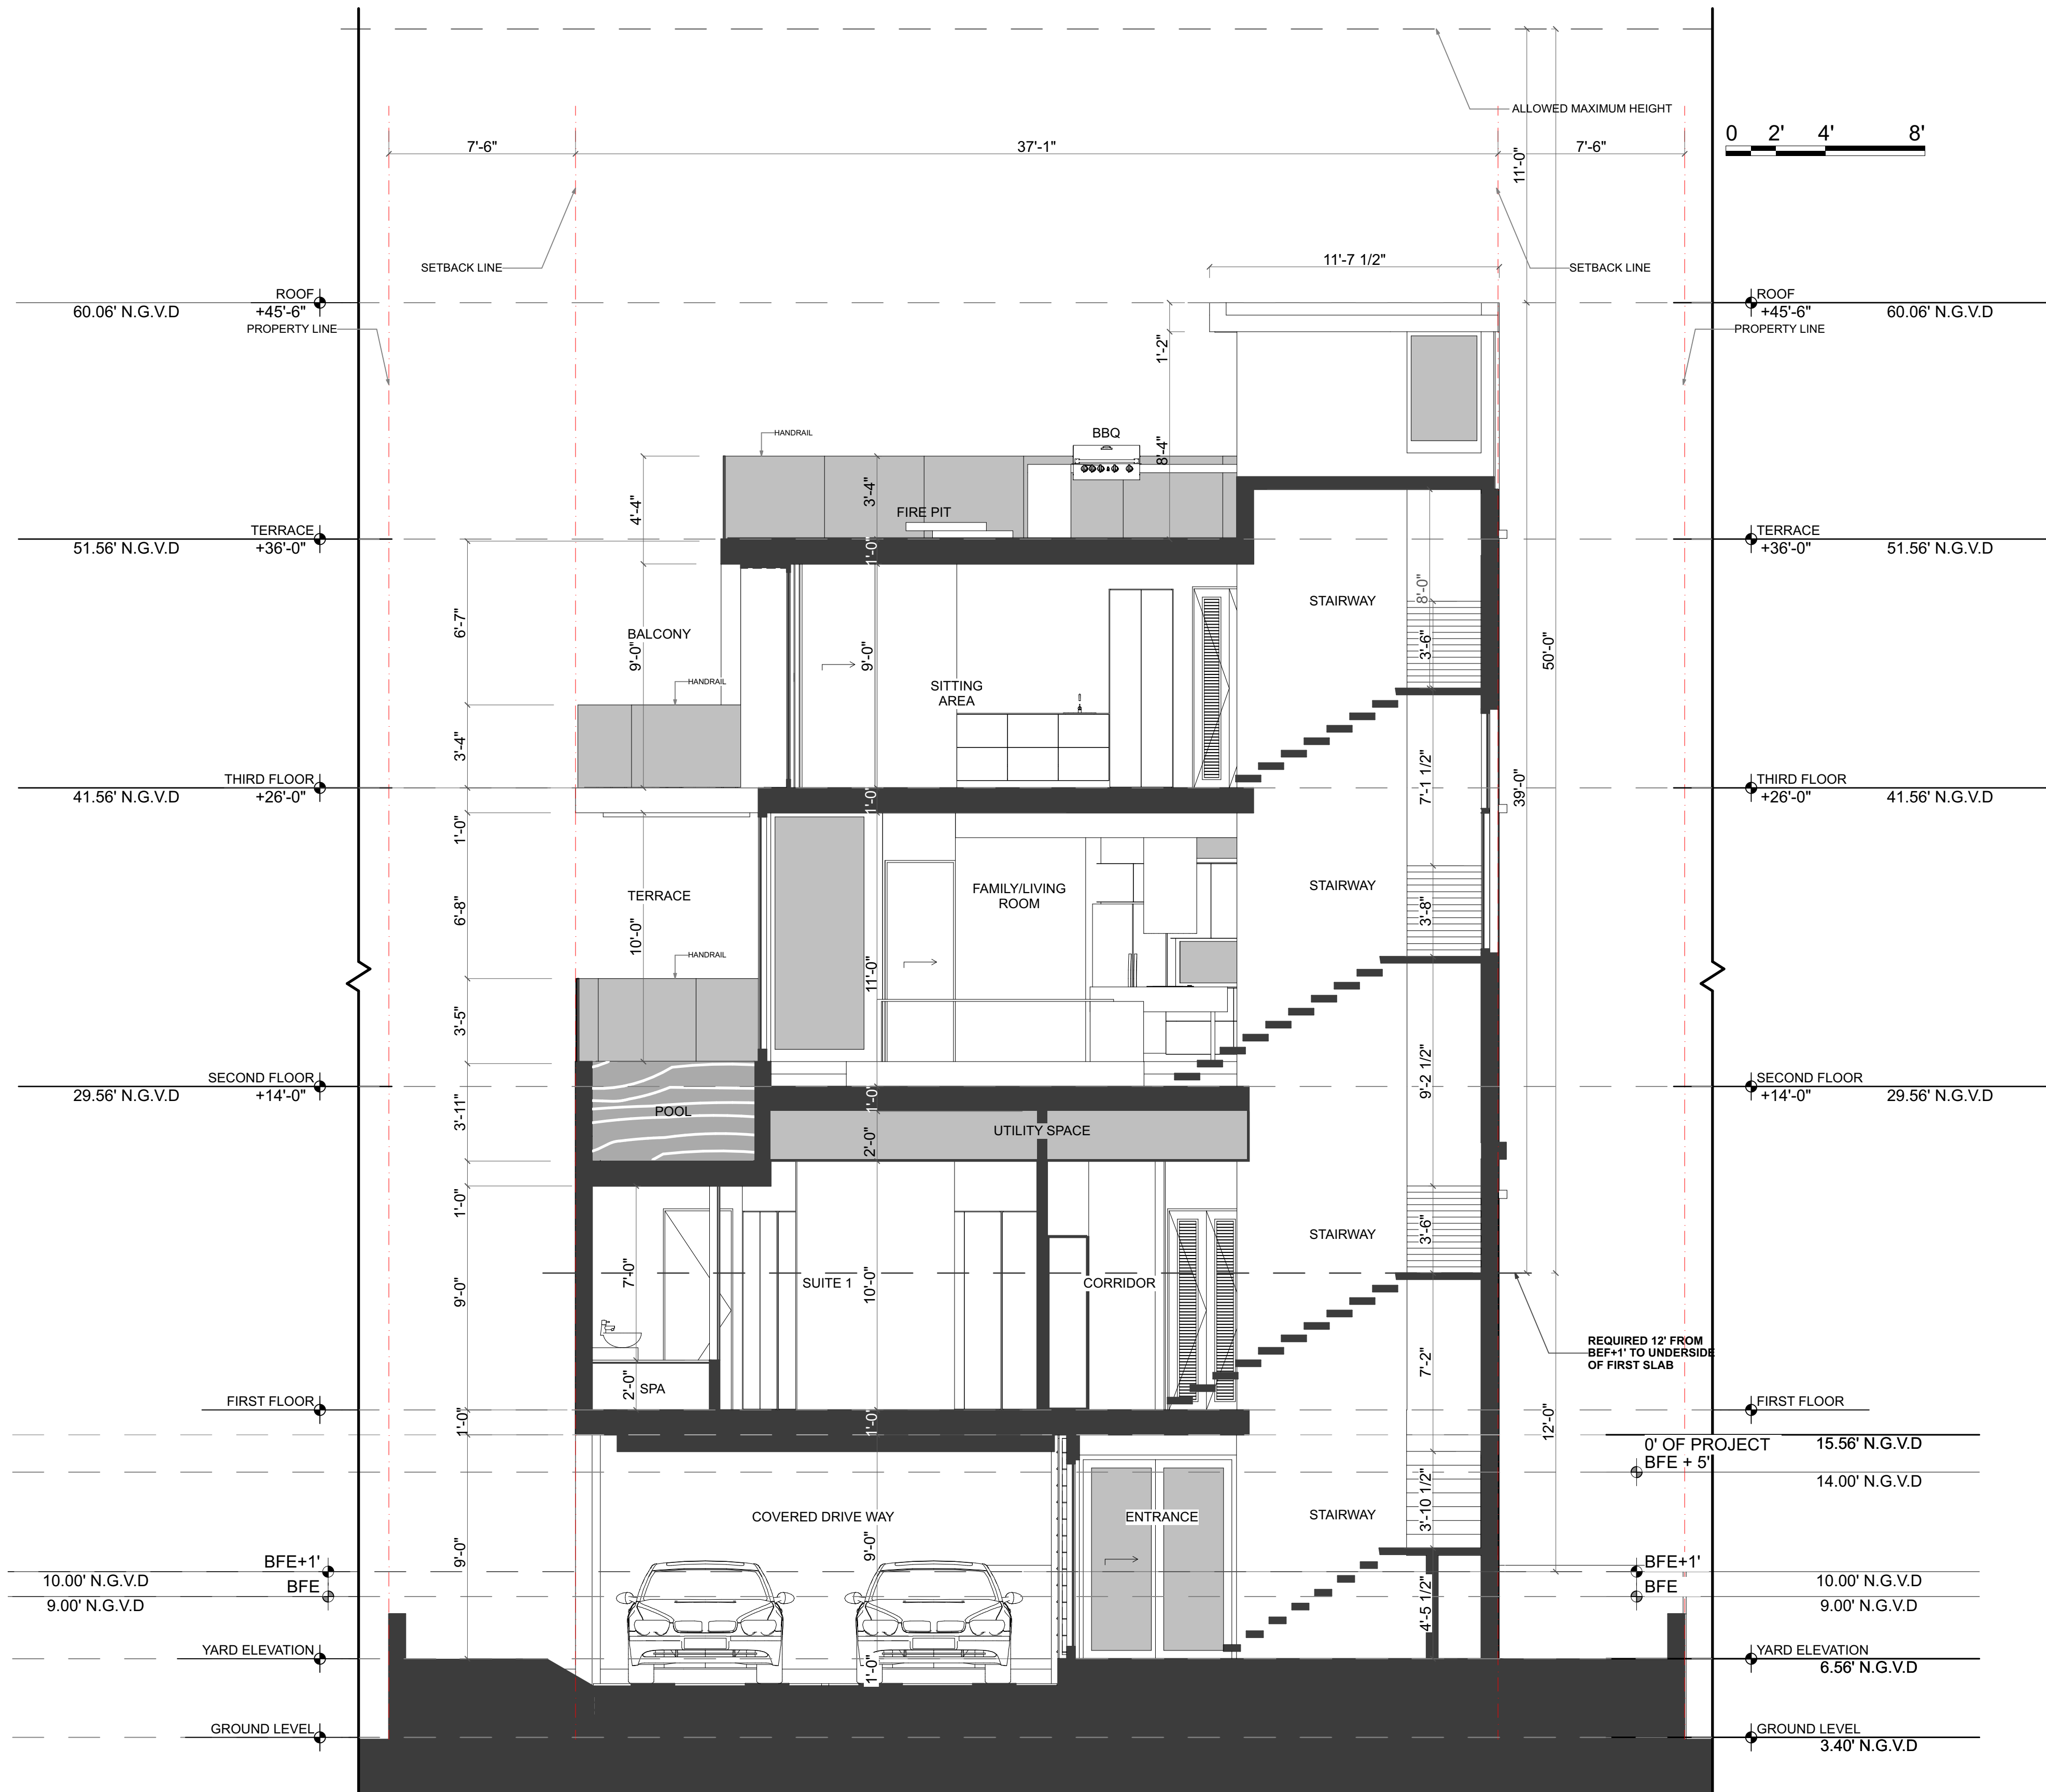 ALLOWED MAXIMUM HEIGHT
0 2' 4' 8'
7'-6" 37'-1" 7'-6"
11'-0"
SETBACK LINE
SETBACK LINE
11'-7 1/2"
ROOF
60.06' N.G.V.D +45'-6"
PROPERTY LINE
ROOF
+45'-6" 60.06' N.G.V.D
PROPERTY LINE
1'-2"
8'-4"
HANDRAIL
BBQ
4'-4"
3'-4"
FIRE PIT
TERRACE
51.56' N.G.V.D +36'-0"
1'-0"
TERRACE
+36'-0" 51.56' N.G.V.D
6'-7"
BALCONY
9'-0"
9'-0"
HANDRAIL
SITTING
AREA
STAIRWAY
8'-0"
3'-6"
50'-0"
3'-4"
7'-1 1/2"
39'-0"
THIRD FLOOR
41.56' N.G.V.D +26'-0"
1'-0"
THIRD FLOOR
+26'-0" 41.56' N.G.V.D
1'-0"
6'-8"
TERRACE
10'-0"
HANDRAIL
11'-0"
FAMILY/LIVING
ROOM
STAIRWAY
3'-8"
3'-5"
9'-2 1/2"
SECOND FLOOR
29.56' N.G.V.D +14'-0"
1'-0"
SECOND FLOOR
+14'-0" 29.56' N.G.V.D
3'-11"
POOL
2'-0"
UTILITY SPACE
1'-0"
9'-0"
7'-0"
SUITE 1
10'-0"
CORRIDOR
STAIRWAY
3'-6"
REQUIRED 12' FROM
BEF+1' TO UNDERSIDE
OF FIRST SLAB
7'-2"
2'-0"
SPA
12'-0"
FIRST FLOOR
1'-0"
1'-0"
FIRST FLOOR
0' OF PROJECT 15.56' N.G.V.D
BFE + 5'
14.00' N.G.V.D
9'-0"
COVERED DRIVE WAY
9'-0"
ENTRANCE
STAIRWAY
3'-10 1/2"
4'-5 1/2"
BFE+1'
10.00' N.G.V.D
BFE
9.00' N.G.V.D
BFE+1'
10.00' N.G.V.D
BFE
9.00' N.G.V.D
YARD ELEVATION
1'-0"
YARD ELEVATION
6.56' N.G.V.D
GROUND LEVEL
GROUND LEVEL
3.40' N.G.V.D